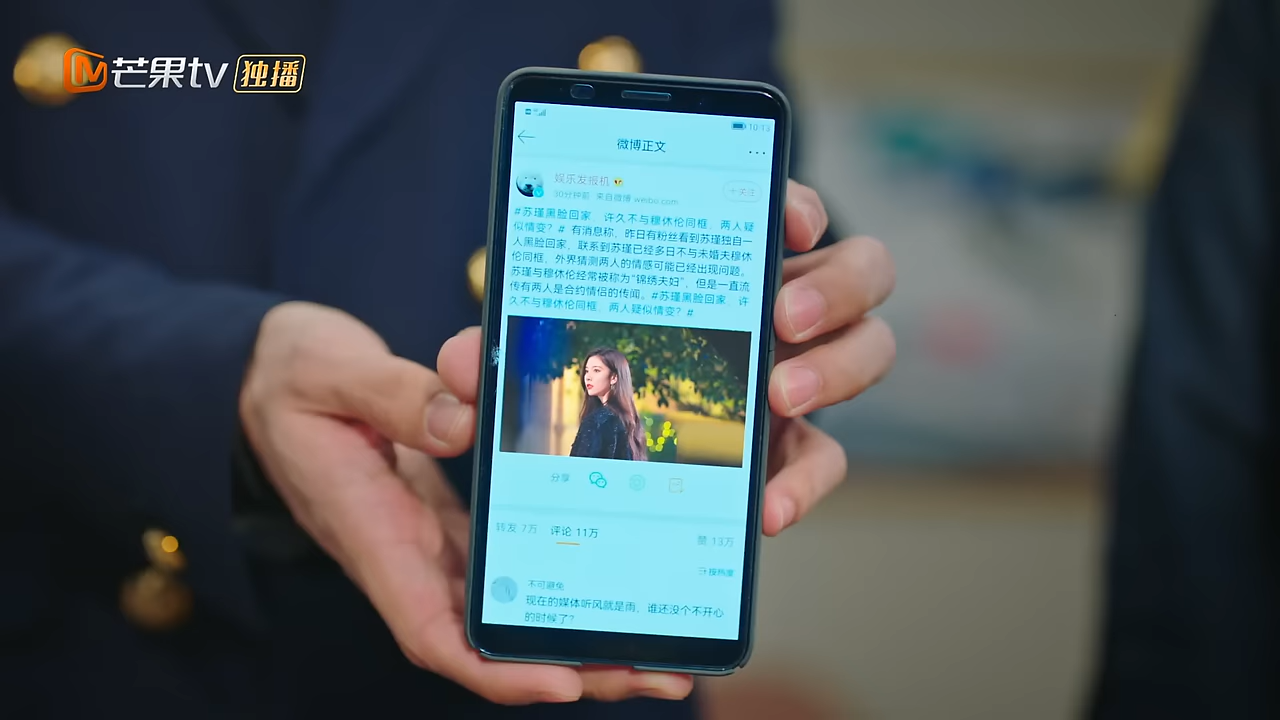 芒果tv 独播
10:13
微博正文
娱乐发报机
+关注
30分钟前 来自微博 weibo.com
#苏瑾黑脸回家,许久不与穆休伦同框,两人疑
似情变?# 有消息称,昨日有粉丝看到苏瑾独自一
人黑脸回家,联系到苏瑾已经多日不与未婚夫穆休
伦同框,外界猜测两人的情感可能已经出现问题。
苏瑾与穆休伦经常被称为“锦绣夫妇”,但是一直流
传有两人是合约情侣的传闻。#苏瑾黑脸回家,许
久不与穆休伦同框,两人疑似情变?#
分享
转发 7万 评论 11万 赞 13万
按热度
不可避免
现在的媒体听风就是雨,谁还没个不开心
的时候了?